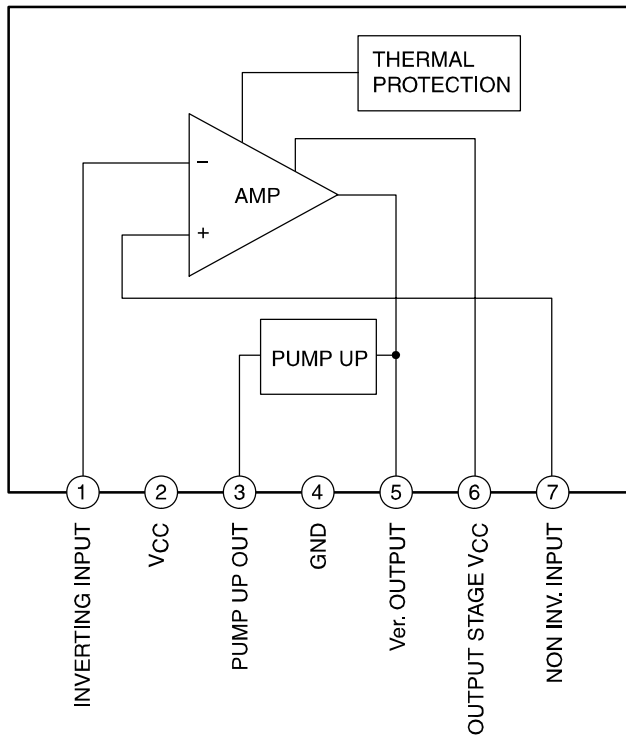 THERMAL
PROTECTION
−
AMP
+
PUMP UP
1
2
3
4
5
6
7
INVERTING INPUT
VCC
PUMP UP OUT
GND
Ver. OUTPUT
OUTPUT STAGE VCC
NON INV. INPUT